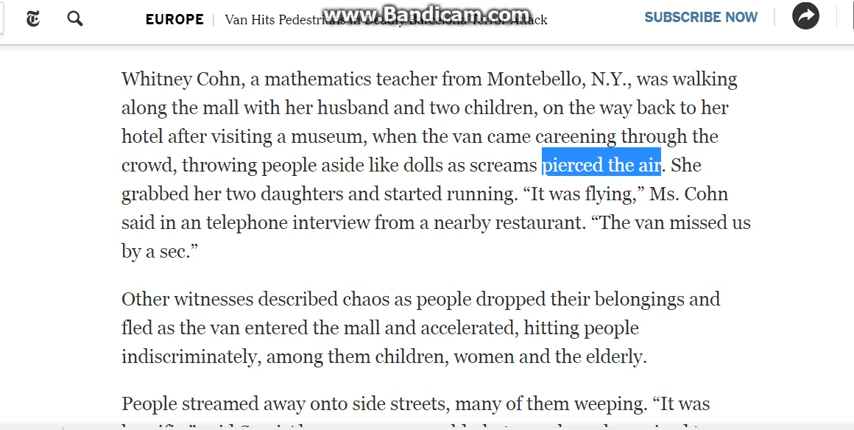 www.Bandicam.com
EUROPE | Van Hits Pedestrians in Deadly Barcelona Terror Attack
SUBSCRIBE NOW
Whitney Cohn, a mathematics teacher from Montebello, N.Y., was walking
along the mall with her husband and two children, on the way back to her
hotel after visiting a museum, when the van came careening through the
crowd, throwing people aside like dolls as screams pierced the air. She
grabbed her two daughters and started running. “It was flying,” Ms. Cohn
said in an telephone interview from a nearby restaurant. “The van missed us
by a sec.”
Other witnesses described chaos as people dropped their belongings and
fled as the van entered the mall and accelerated, hitting people
indiscriminately, among them children, women and the elderly.
People streamed away onto side streets, many of them weeping. “It was